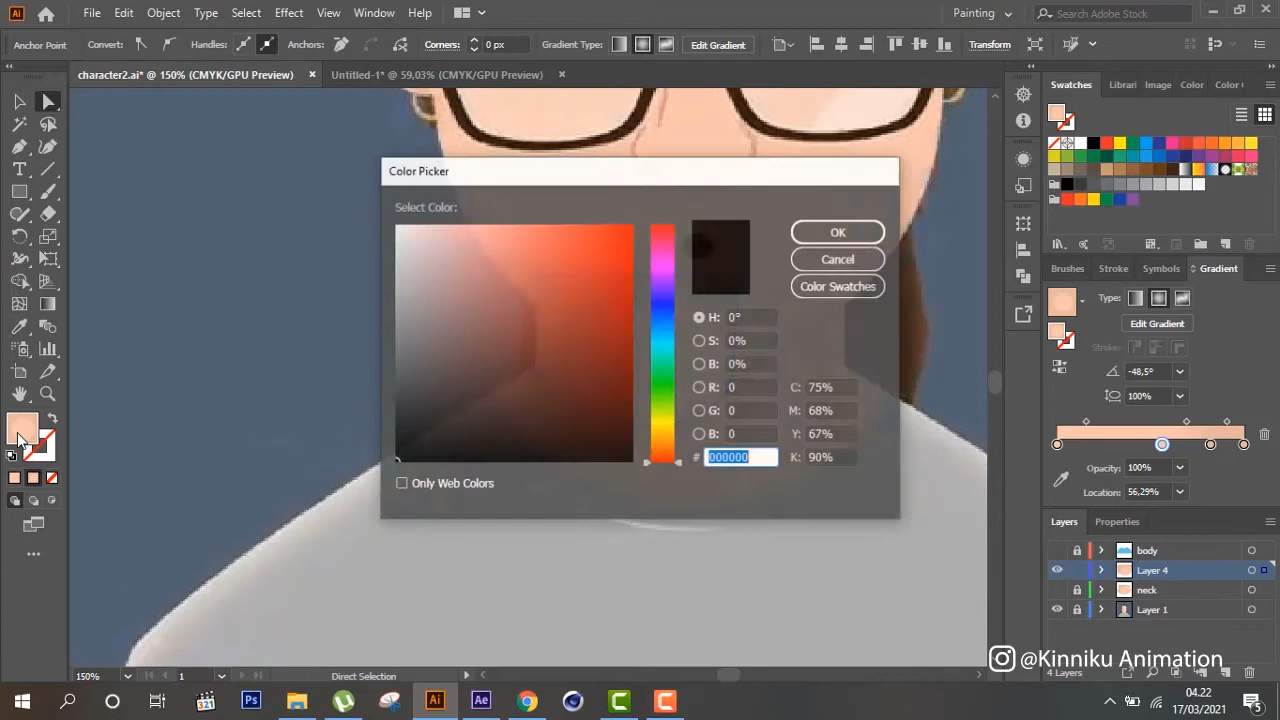 File Edit Object Type Select Effect View Window Help
Painting
Search Adobe Stock
Anchor Point Convert: Handles: Anchors: Corners: 0 px Gradient Type: Edit Gradient Transform
character2.ai* @ 150% (CMYK/GPU Preview) × Untitled-1* @ 59,03% (CMYK/GPU Preview) ×
Swatches Librari Image Color Color
Color Picker
Select Color:
OK
Cancel
Color Swatches
H: 0°
S: 0%
B: 0%
R: 0 C: 75%
G: 0 M: 68%
B: 0 Y: 67%
# 000000 K: 90%
Only Web Colors
Brushes Stroke Symbols Gradient
Type:
Edit Gradient
Stroke:
-48,5°
100%
Opacity: 100%
Location: 56,29%
Layers Properties
body
Layer 4
neck
Layer 1
4 Layers
@Kinniku Animation
150% 1 Direct Selection
Ps Ai Ae
04.22
17/03/2021
5